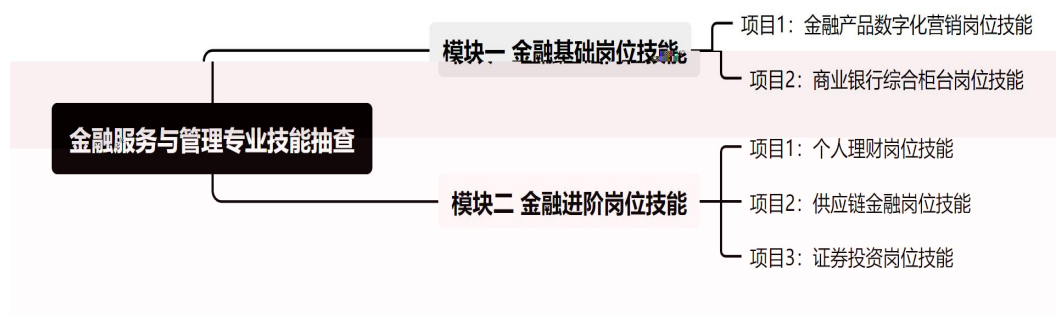 模块一 金融基础岗位技能
项目1：金融产品数字化营销岗位技能
项目2：商业银行综合柜台岗位技能
金融服务与管理专业技能抽查
模块二 金融进阶岗位技能
项目1：个人理财岗位技能
项目2：供应链金融岗位技能
项目3：证券投资岗位技能